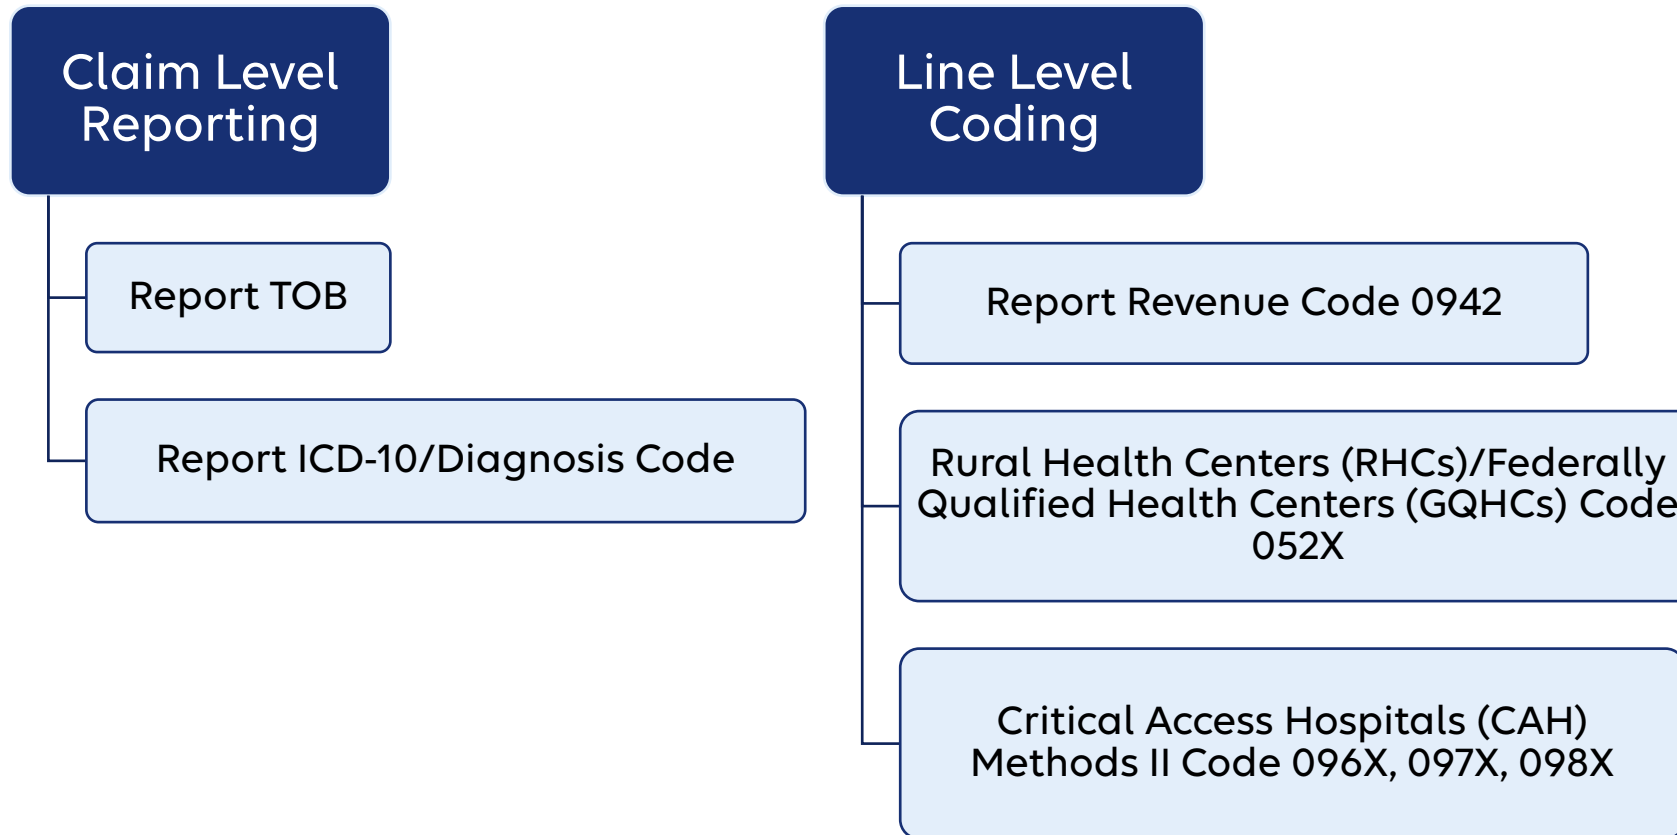 Claim Level
Reporting
Report TOB
Report ICD-10/Diagnosis Code
Line Level
Coding
Report Revenue Code 0942
Rural Health Centers (RHCs)/Federally
Qualified Health Centers (GQHCs) Code
052X
Critical Access Hospitals (CAH)
Methods II Code 096X, 097X, 098X